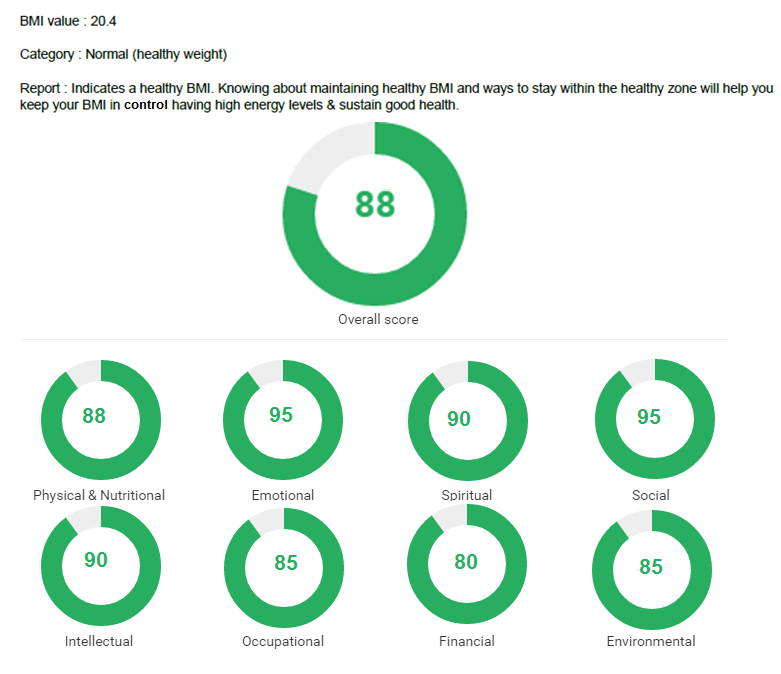 BMI value : 20.4
Category : Normal (healthy weight)
Report : Indicates a healthy BMI. Knowing about maintaining healthy BMI and ways to stay within the healthy zone will help you
keep your BMI in control having high energy levels & sustain good health.
88
Overall score
88 95 90 95
Physical & Nutritional Emotional Spiritual Social
90 85 80 85
Intellectual Occupational Financial Environmental